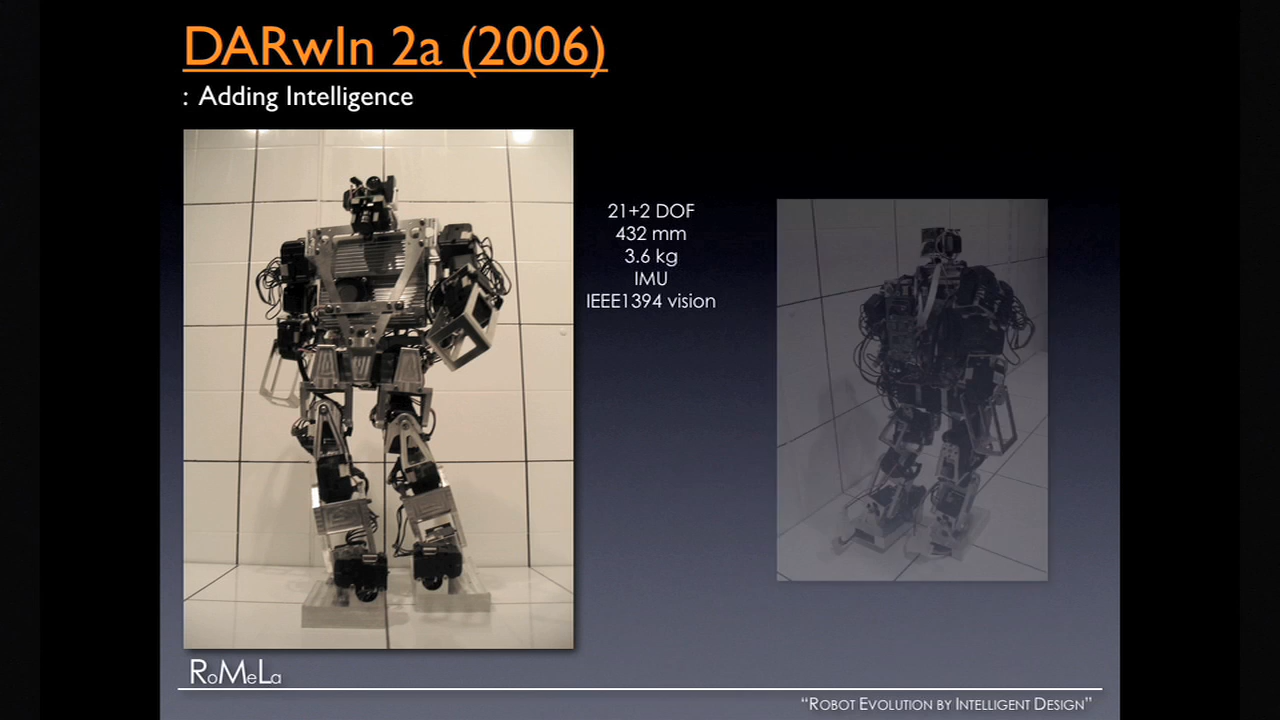 DARwIn 2a (2006)
: Adding Intelligence
21+2 DOF
432 mm
3.6 kg
IMU
IEEE1394 vision
RoMeLa
“ROBOT EVOLUTION BY INTELLIGENT DESIGN”